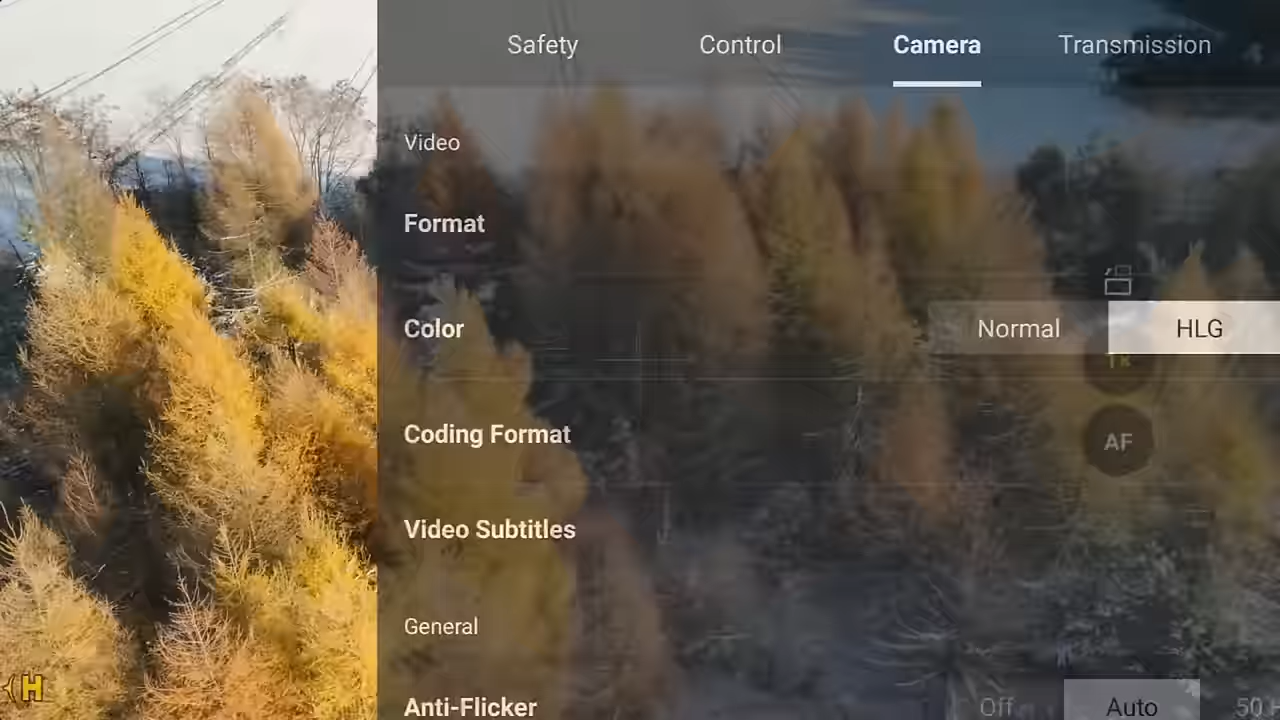 Safety Control Camera Transmission
Video
Format
Color Normal HLG
Coding Format
AF
Video Subtitles
General
Anti-Flicker Off Auto 50
H